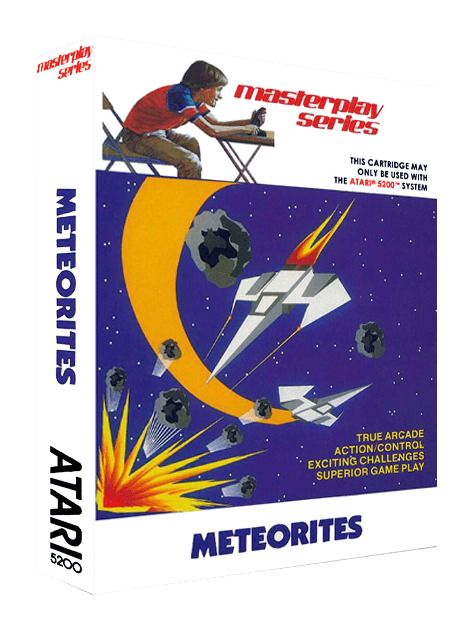 masterplay
series
METEORITES
ATARI
5200
masterplay
series
THIS CARTRIDGE MAY
ONLY BE USED WITH
THE ATARI® 5200™ SYSTEM
TRUE ARCADE
ACTION/CONTROL
EXCITING CHALLENGES
SUPERIOR GAME PLAY
METEORITES